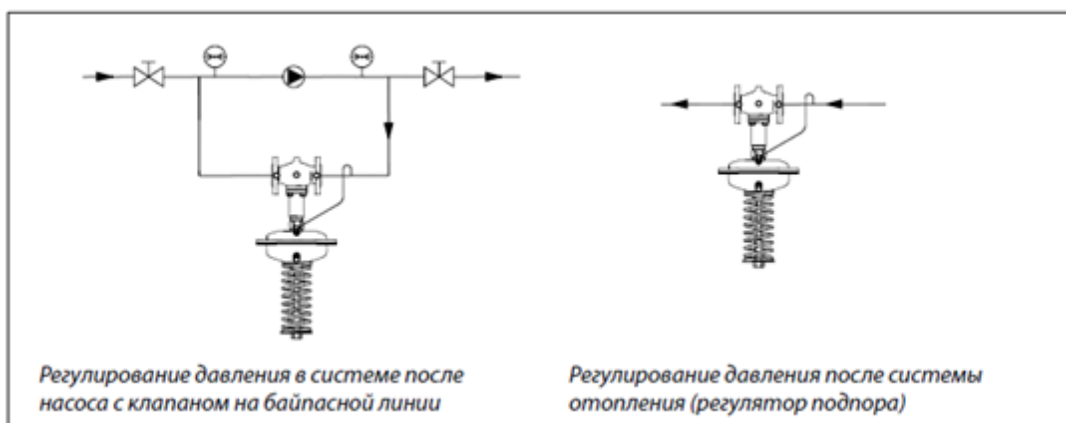 Регулирование давления в системе после
насоса с клапаном на байпасной линии
Регулирование давления после системы
отопления (регулятор подпора)